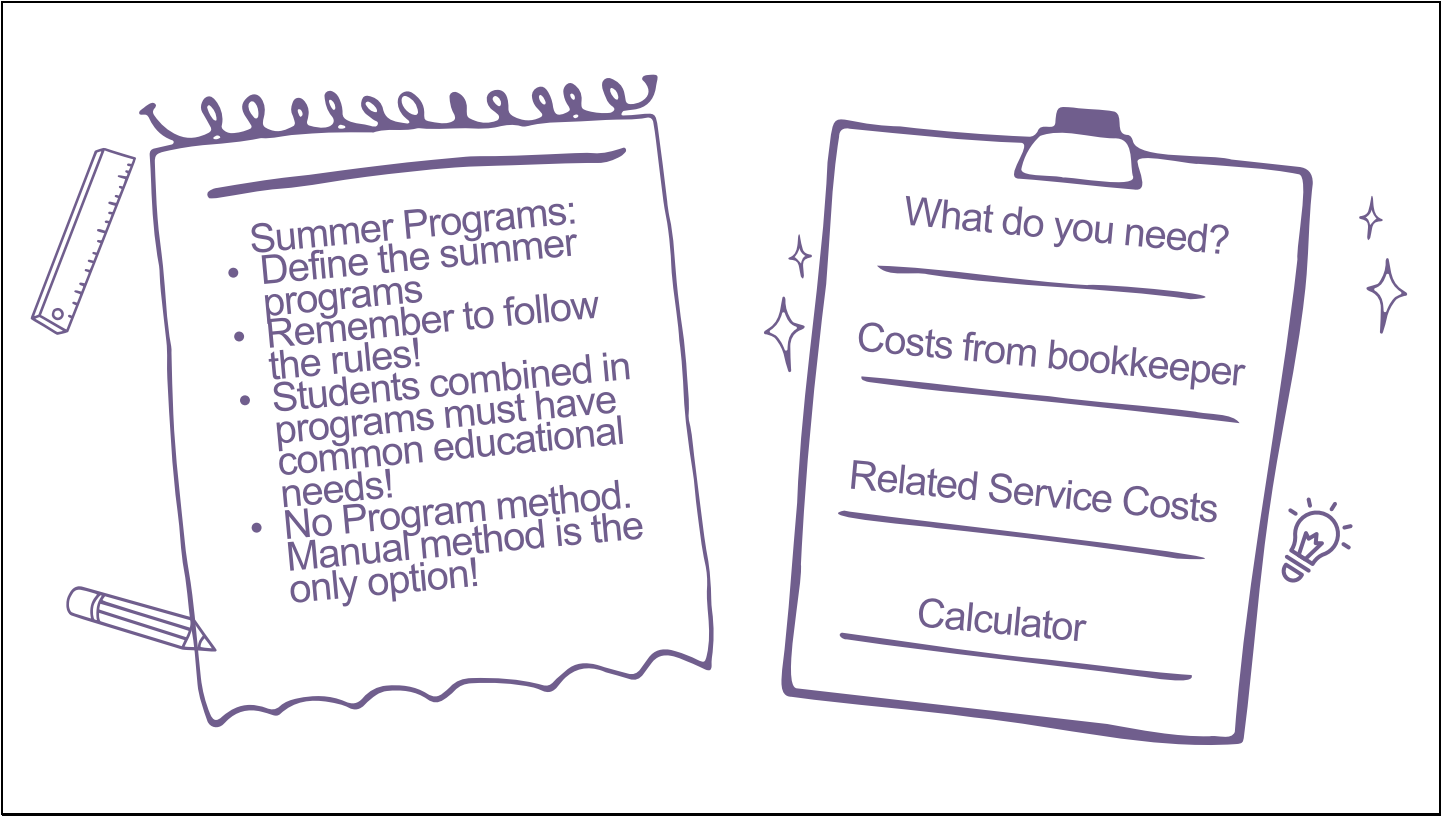 Summer Programs:
• Define the summer
programs
• Remember to follow
the rules!
• Students combined in
programs must have
common educational
needs!
• No Program method.
Manual method is the
only option!
What do you need?
Costs from bookkeeper
Related Service Costs
Calculator